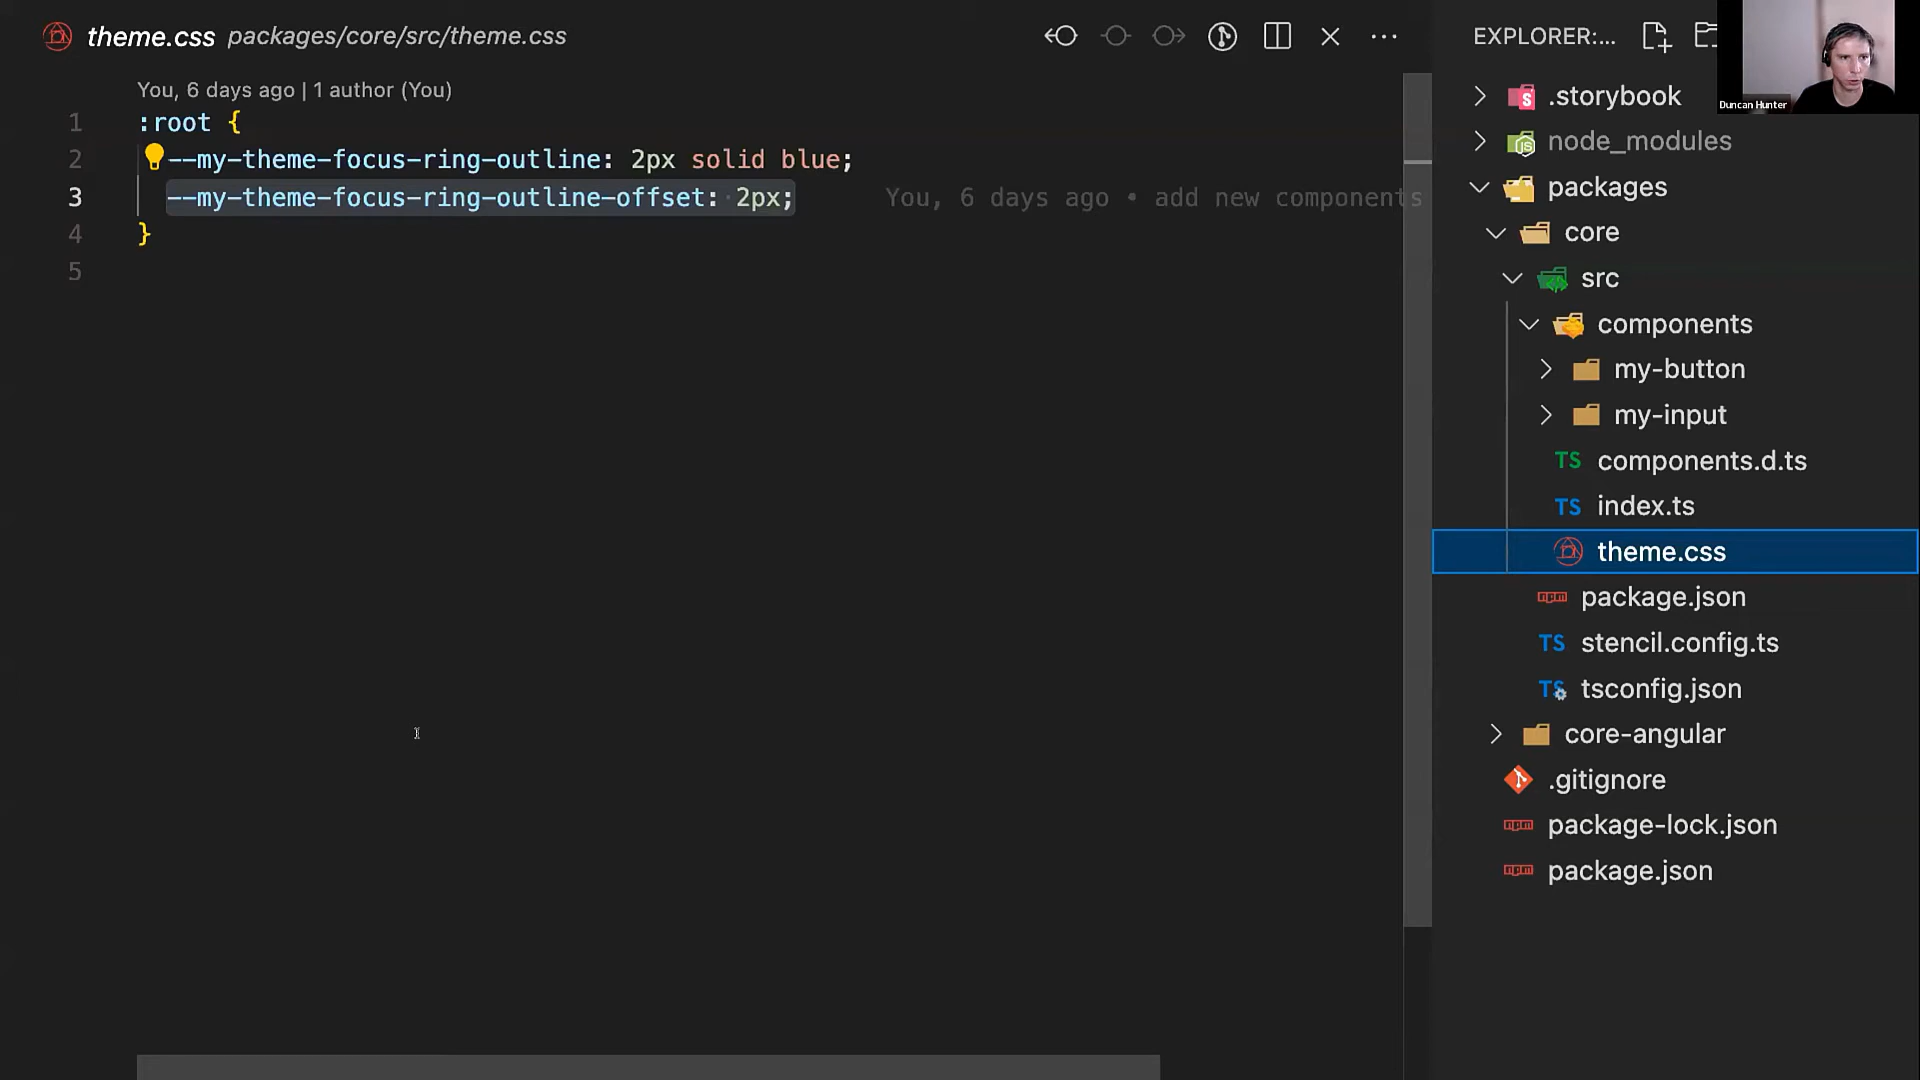 theme.css packages/core/src/theme.css
You, 6 days ago | 1 author (You)
1 :root {
2 --my-theme-focus-ring-outline: 2px solid blue;
3 --my-theme-focus-ring-outline-offset: 2px; You, 6 days ago • add new components
4 }
5
EXPLORER:...
Duncan Hunter
.storybook
node_modules
packages
core
src
components
my-button
my-input
TS components.d.ts
TS index.ts
theme.css
package.json
TS stencil.config.ts
TS tsconfig.json
core-angular
.gitignore
package-lock.json
package.json